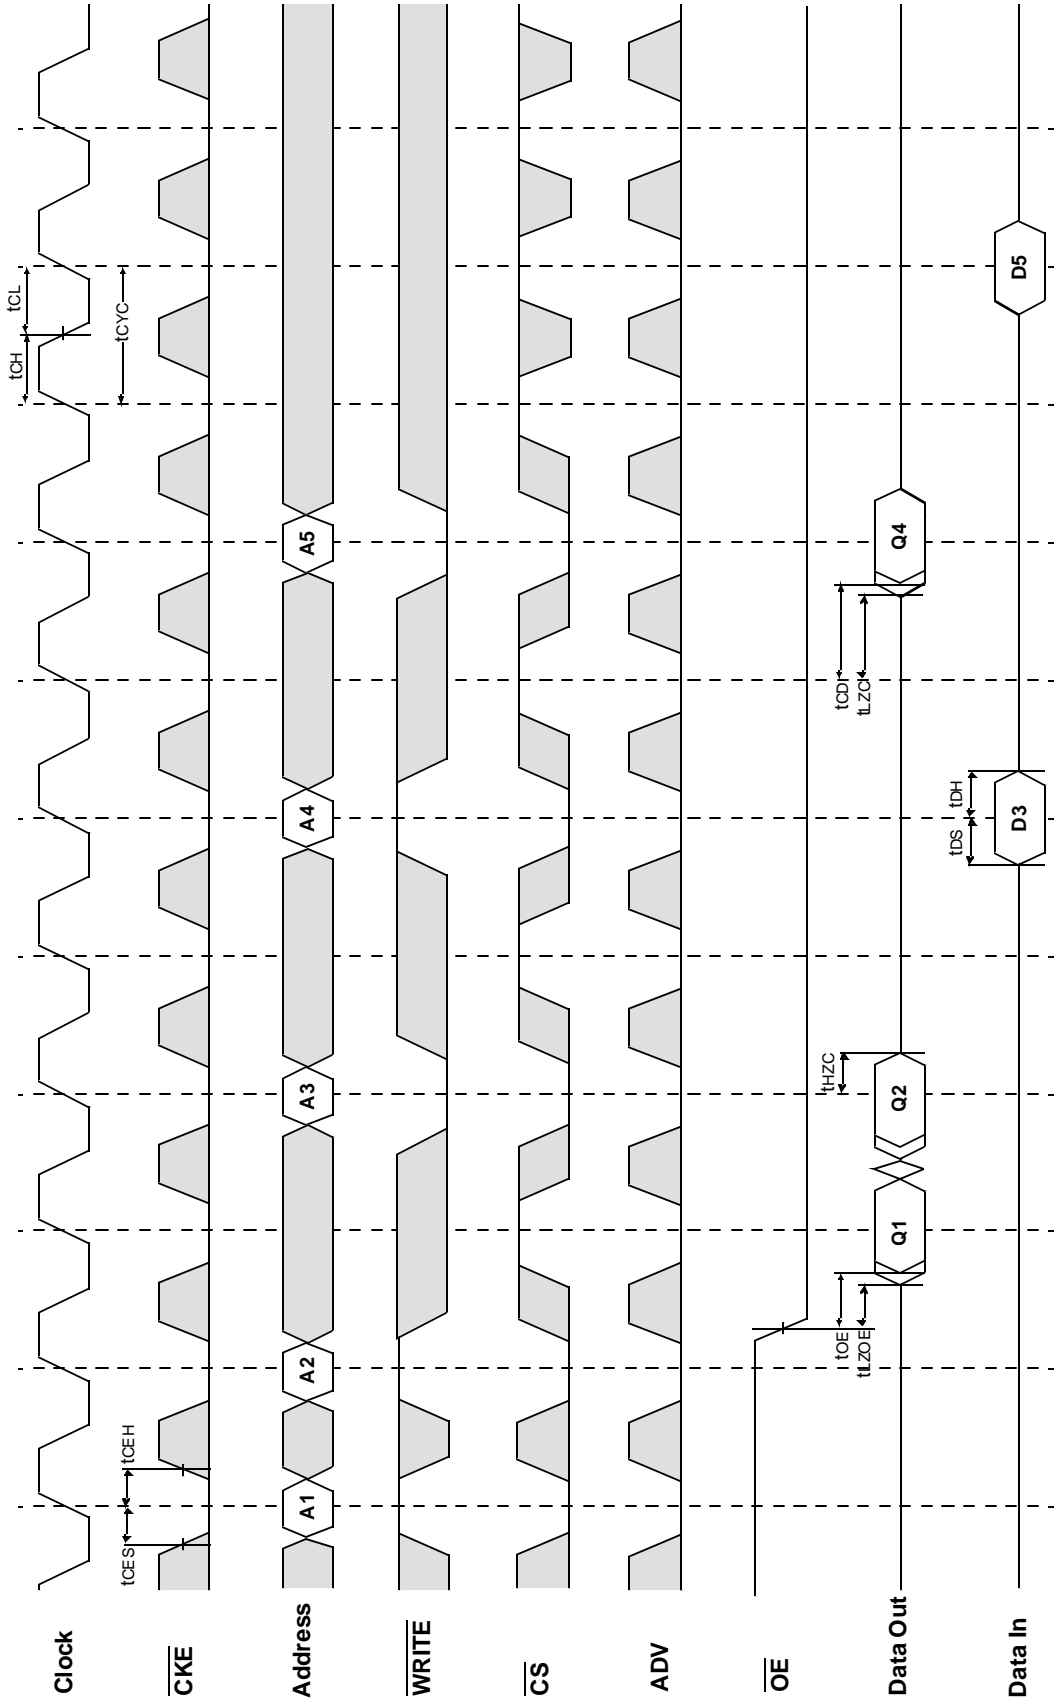 Clock
tCH
tCL
tCYC
CKE
tCES
tCEH
Address
A1
A2
A3
A4
A5
WRITE
CS
ADV
OE
tOE
tLZOE
tHZC
tCD
tLZC
Data Out
Q1
Q2
Q4
tDS
tDH
Data In
D3
D5